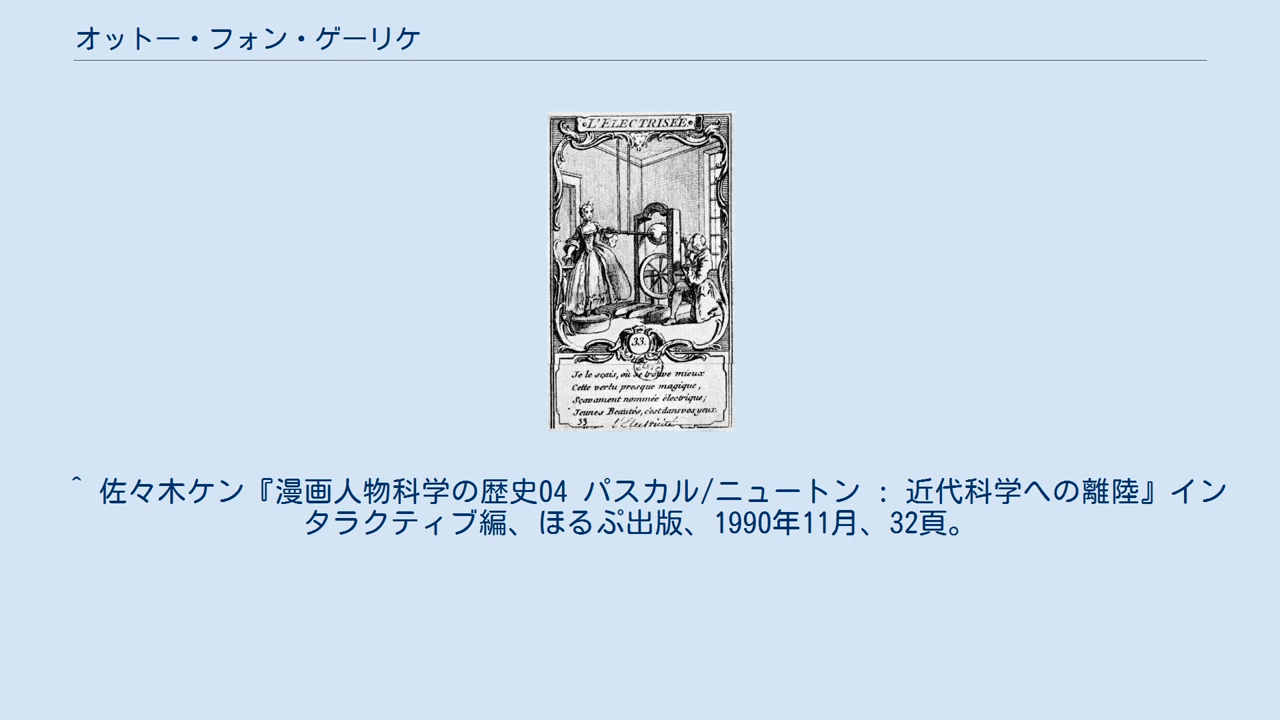 オットー・フォン・ゲーリケ
L'ELECTRISÉE
33.
Je le sçais, où se trouve mieux
Cette vertu presque magique,
Sçavament nommée électrique;
Jeunes Beautés, c'est dans vos yeux.
33
L'Electricité
^ 佐々木ケン『漫画人物科学の歴史04 パスカル/ニュートン : 近代科学への離陸』イン
タラクティブ編、ほるぷ出版、1990年11月、32頁。